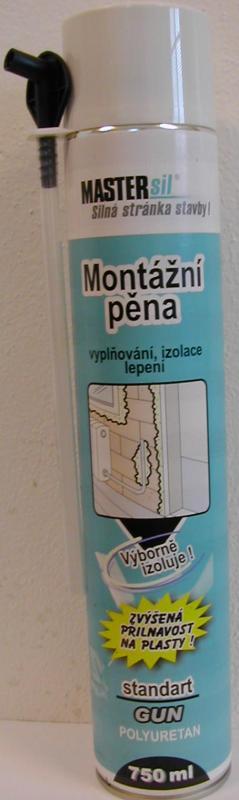 MASTERsil®
Silná stránka stavby!
Montážní
pěna
vyplňování, izolace
lepení
Výborně
izoluje!
ZVÝŠENÁ
PŘILNAVOST
NA PLASTY!
standart
GUN
POLYURETAN
750 ml